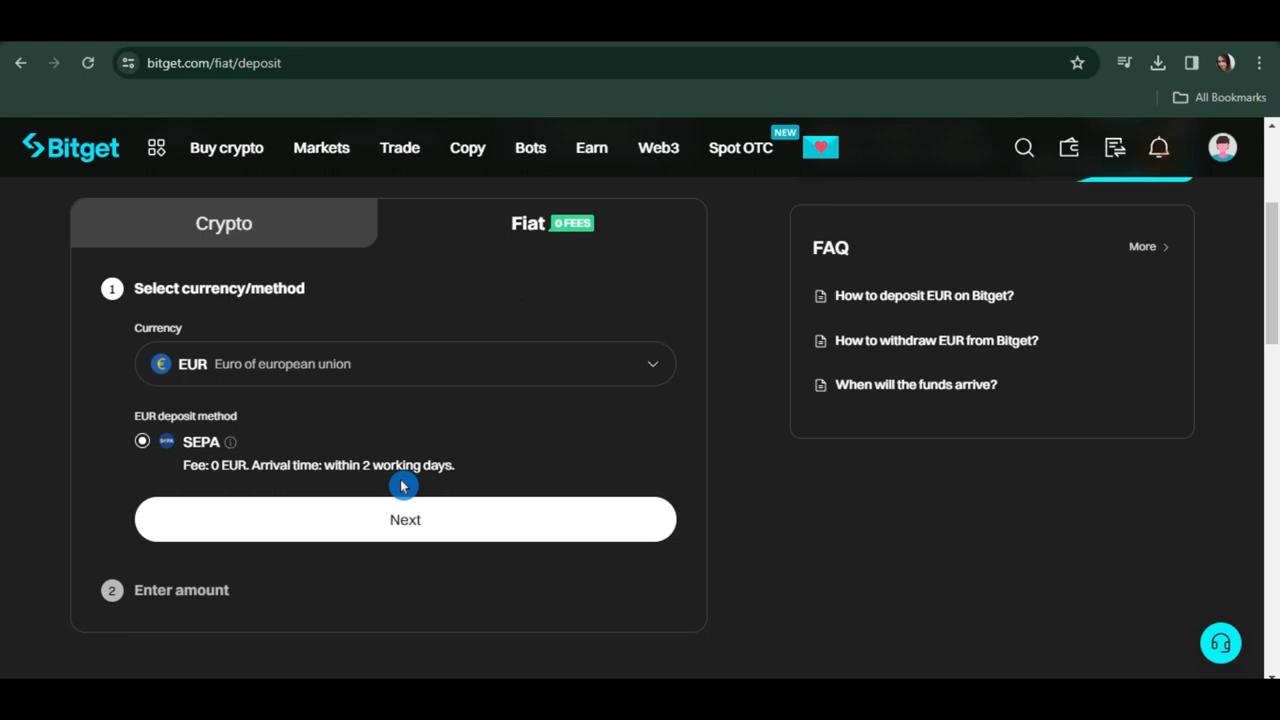 bitget.com/fiat/deposit
All Bookmarks
Bitget
Buy crypto
Markets
Trade
Copy
Bots
Earn
Web3
Spot OTC
NEW
Crypto
Fiat 0 FEES
1 Select currency/method
Currency
€ EUR Euro of european union
EUR deposit method
SEPA SEPA
Fee: 0 EUR. Arrival time: within 2 working days.
Next
2 Enter amount
FAQ
More
How to deposit EUR on Bitget?
How to withdraw EUR from Bitget?
When will the funds arrive?